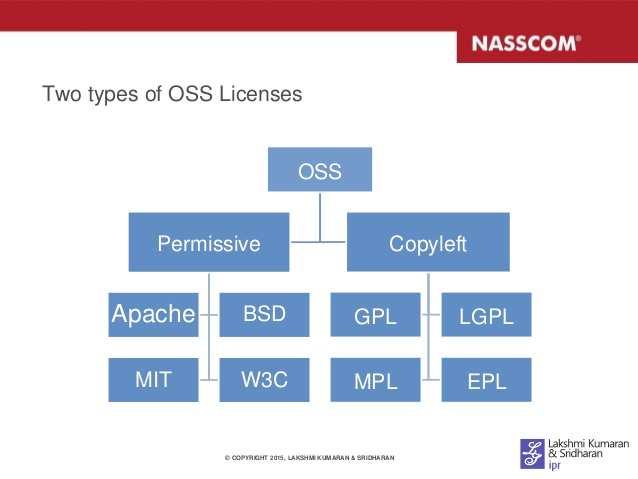 NASSCOM®
Two types of OSS Licenses
OSS
Permissive
Copyleft
Apache
BSD
GPL
LGPL
MIT
W3C
MPL
EPL
© COPYRIGHT 2015, LAKSHMI KUMARAN & SRIDHARAN
Lakshmi Kumaran
& Sridharan
ipr